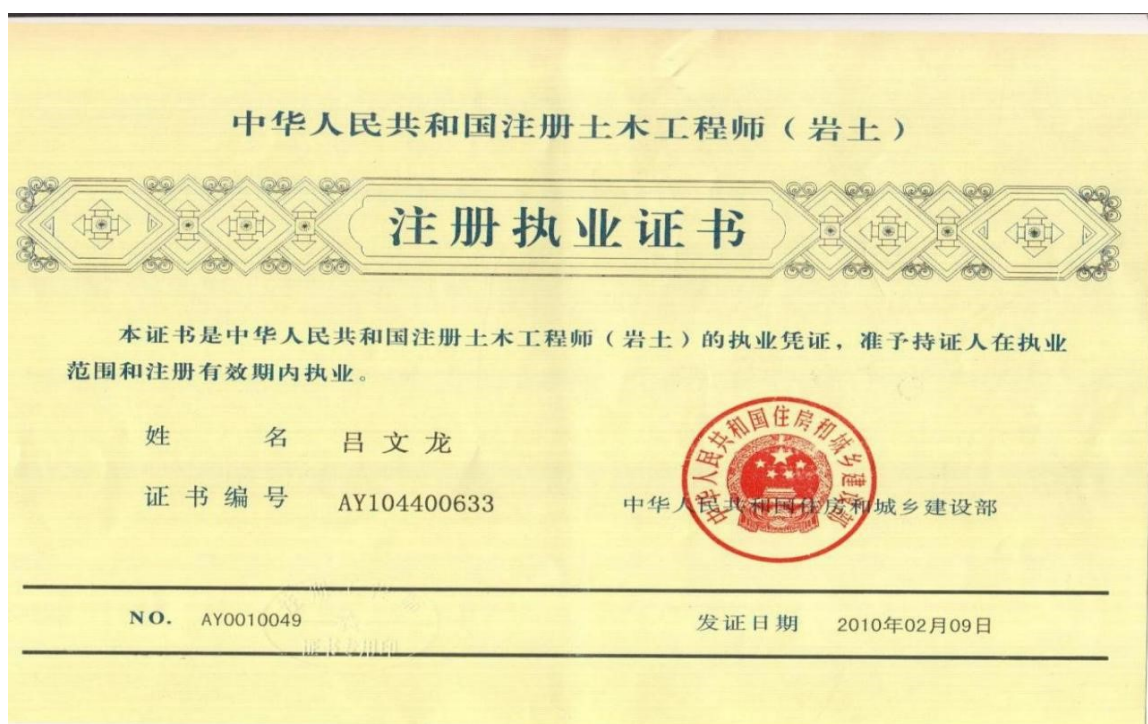 中华人民共和国注册土木工程师（岩土）
注册执业证书
本证书是中华人民共和国注册土木工程师（岩土）的执业凭证，准予持证人在执业
范围和注册有效期内执业。
姓 名 吕文龙
证书编号 AY104400633
中华人民共和国住房和城乡建设部
中华人民共和国住房和城乡建设部
NO. AY0010049
发证日期 2010年02月09日